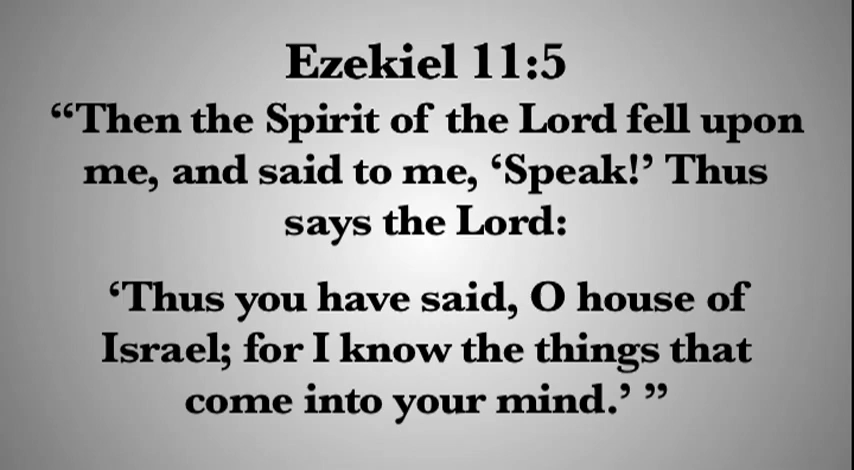 Ezekiel 11:5
“Then the Spirit of the Lord fell upon
me, and said to me, ‘Speak!’ Thus
says the Lord:
‘Thus you have said, O house of
Israel; for I know the things that
come into your mind.’ ”